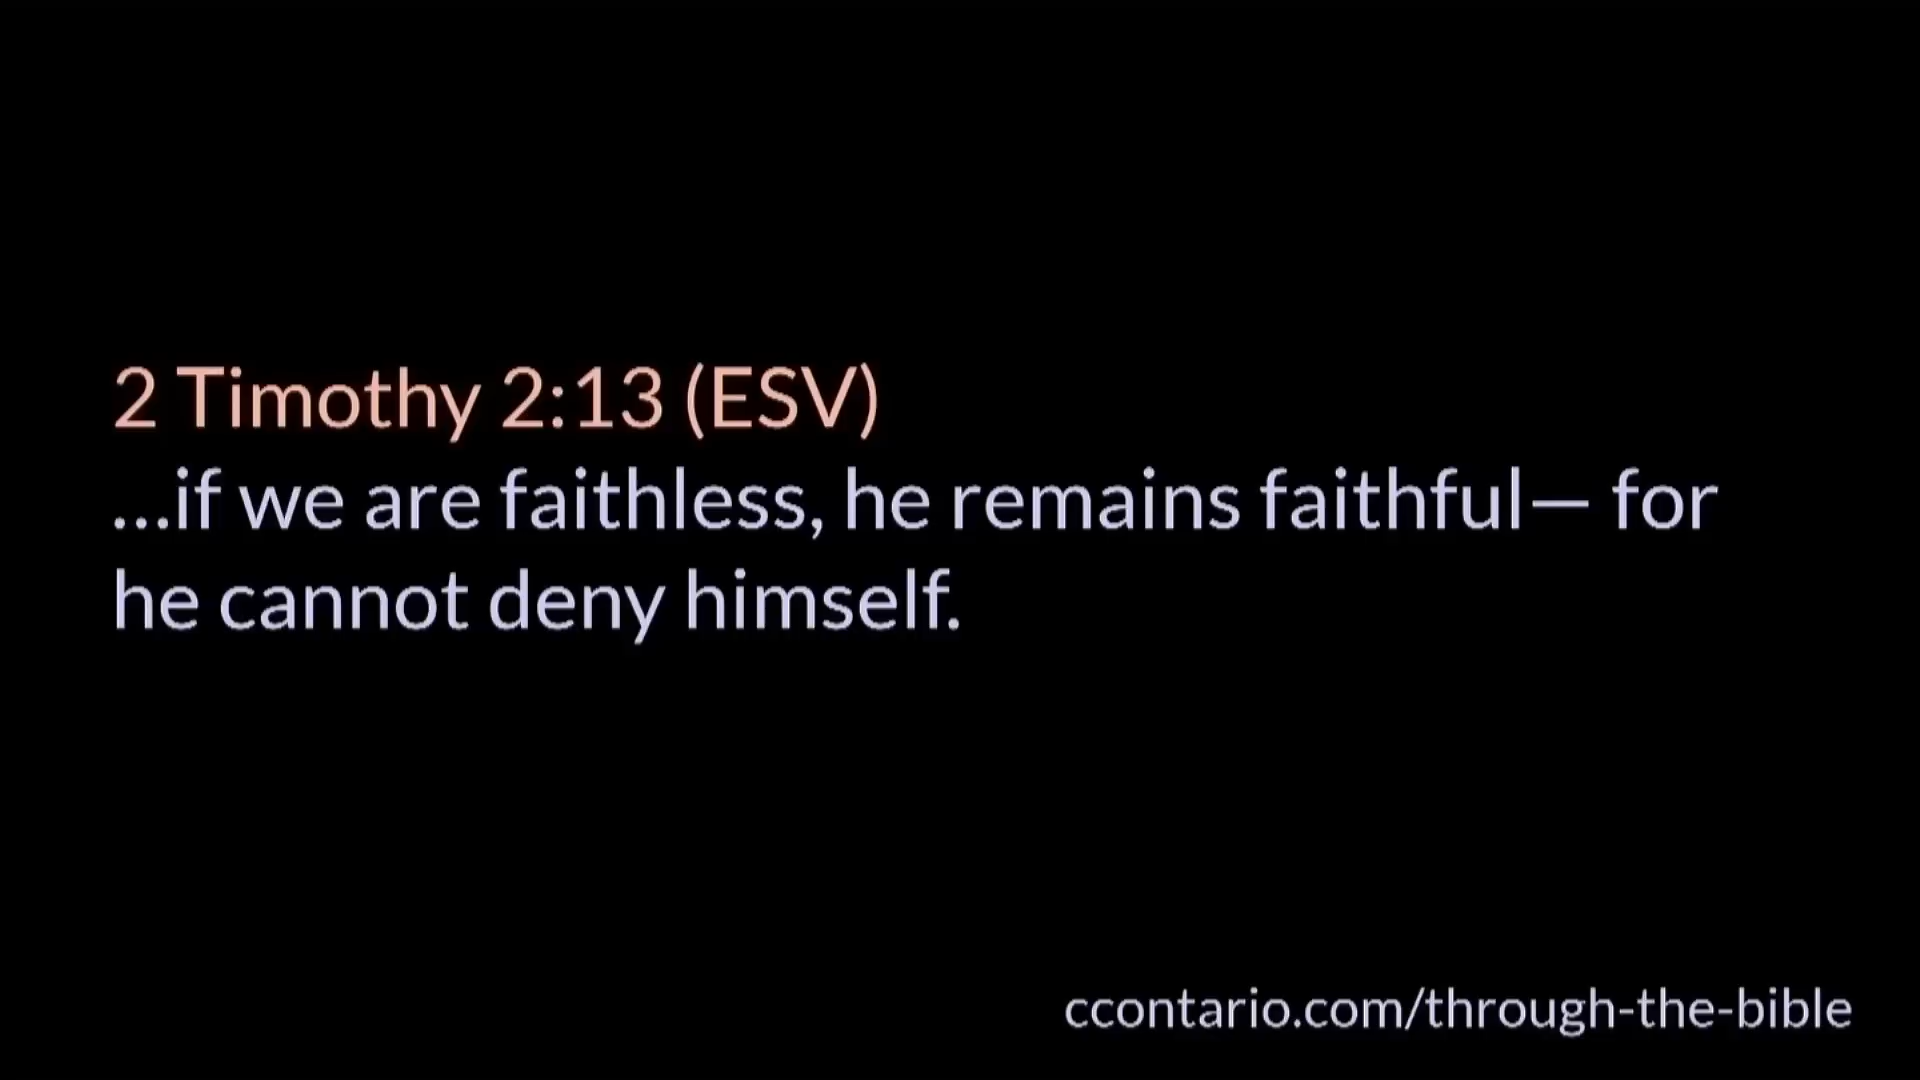 2 Timothy 2:13 (ESV)
…if we are faithless, he remains faithful— for
he cannot deny himself.
ccontario.com/through-the-bible